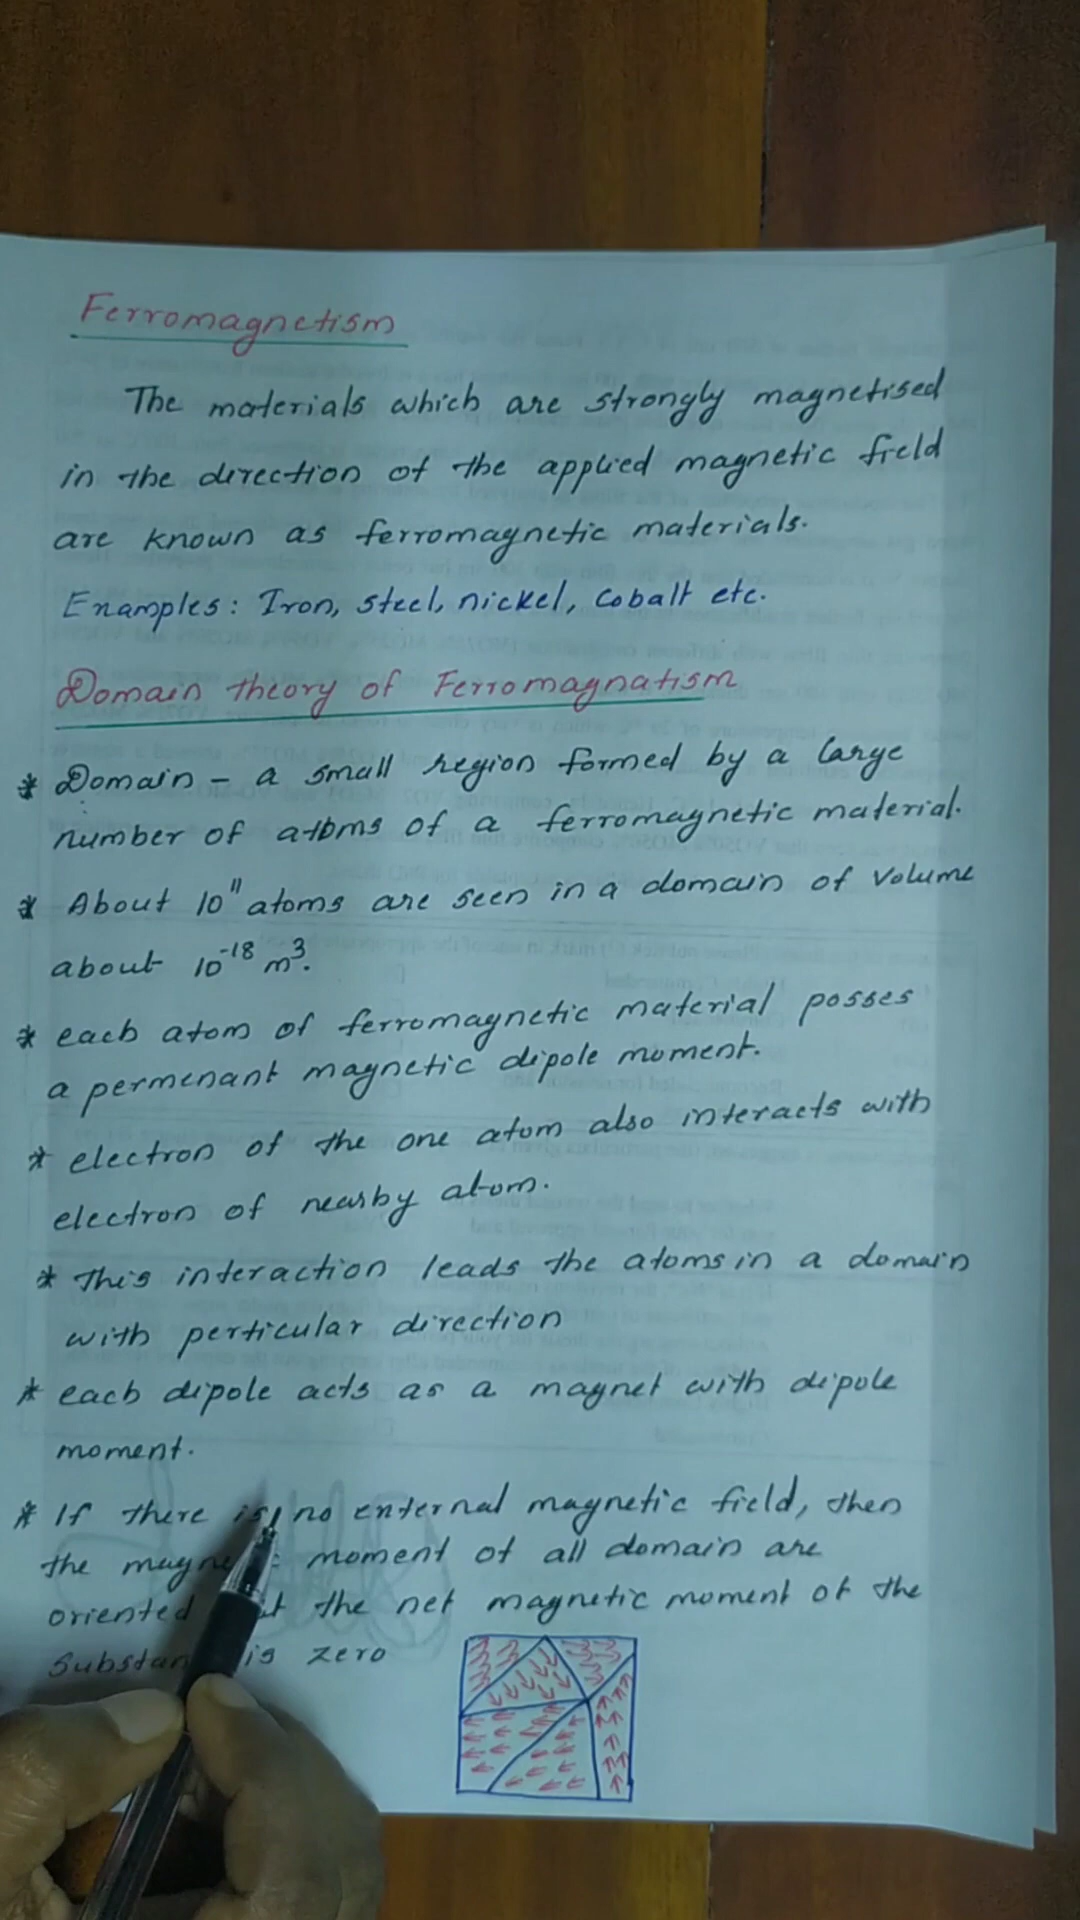 Ferromagnetism
The materials which are strongly magnetised
in the direction of the applied magnetic field
are known as ferromagnetic materials.
Examples: Iron, steel, nickel, cobalt etc.
Domain theory of Ferromagnatism
* Domain - a small region formed by a large
number of atoms of a ferromagnetic material.
* About 10¹¹ atoms are seen in a domain of volume
about 10⁻¹⁸ m³.
* each atom of ferromagnetic material posses
a permenant magnetic dipole moment.
* electron of the one atom also interacts with
electron of nearby atom.
* This interaction leads the atoms in a domain
with perticular direction
* each dipole acts as a magnet with dipole
moment.
* If there is no external magnetic field, then
the moment of all domain are
oriented the net magnetic moment of the
is zero